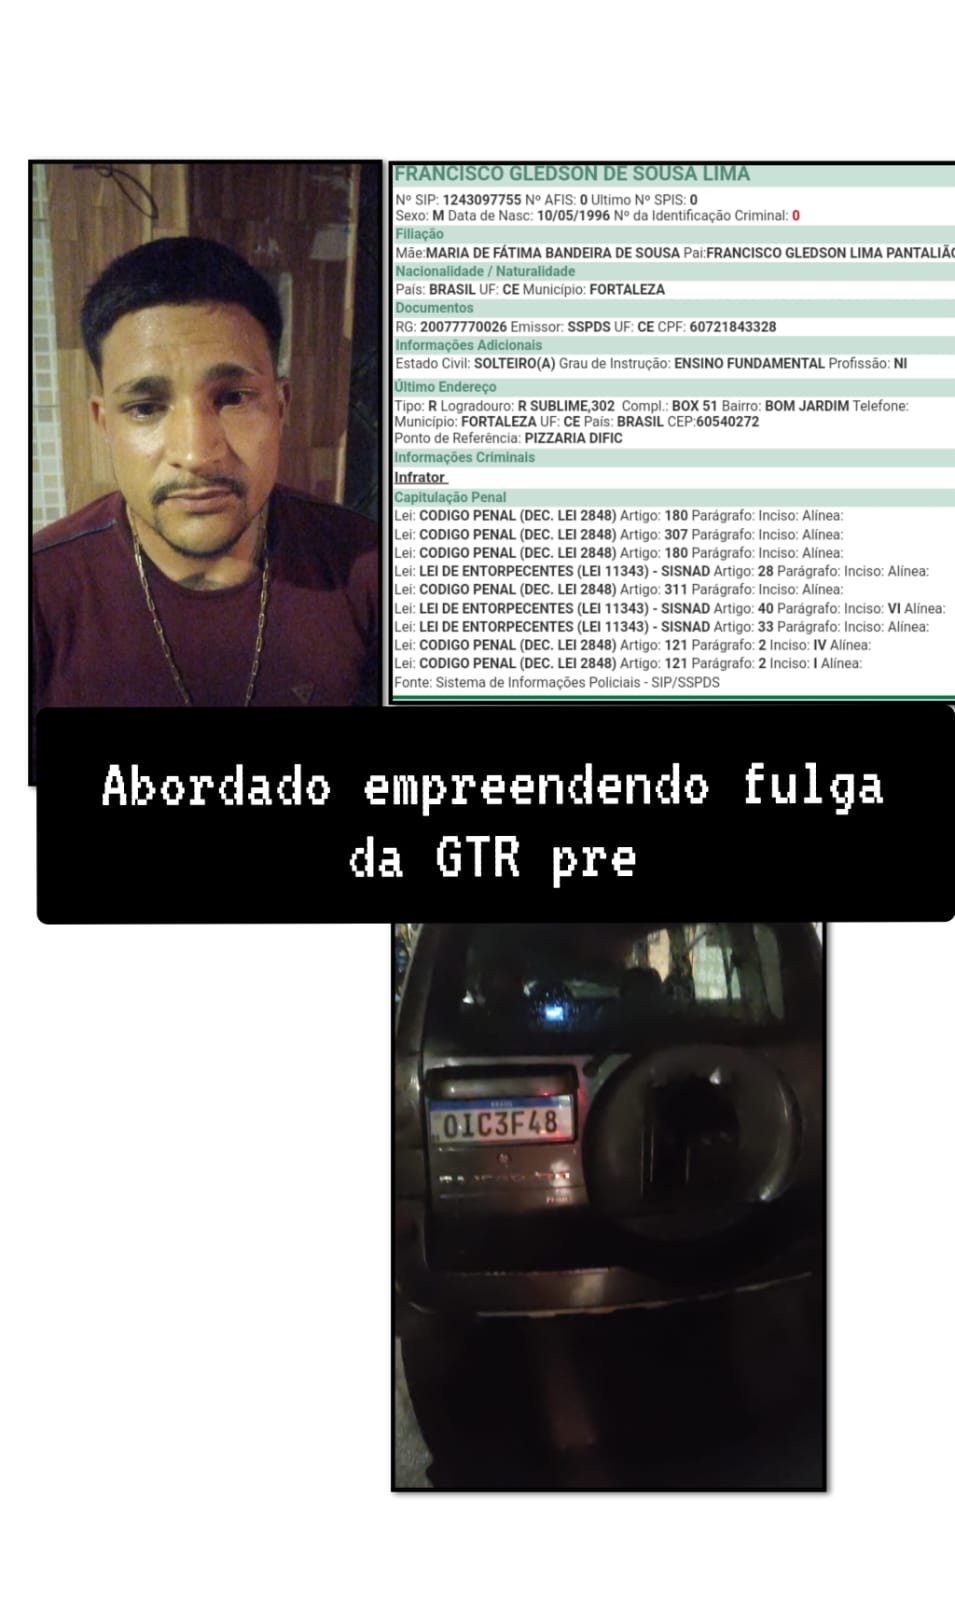 FRANCISCO GLEDSON DE SOUSA LIMA
Nº SIP: 1243097755 Nº AFIS: 0 Ultimo Nº SPIS: 0
Sexo: M Data de Nasc: 10/05/1996 Nº da Identificação Criminal: 0
Filiação
Mãe:MARIA DE FÁTIMA BANDEIRA DE SOUSA Pai:FRANCISCO GLEDSON LIMA PANTALIÃO
Nacionalidade / Naturalidade
País: BRASIL UF: CE Município: FORTALEZA
Documentos
RG: 20077770026 Emissor: SSPDS UF: CE CPF: 60721843328
Informações Adicionais
Estado Civil: SOLTEIRO(A) Grau de Instrução: ENSINO FUNDAMENTAL Profissão: NI
Último Endereço
Tipo: R Logradouro: R SUBLIME,302 Compl.: BOX 51 Bairro: BOM JARDIM Telefone:
Município: FORTALEZA UF: CE País: BRASIL CEP:60540272
Ponto de Referência: PIZZARIA DIFIC
Informações Criminais
Infrator
Capitulação Penal
Lei: CODIGO PENAL (DEC. LEI 2848) Artigo: 180 Parágrafo: Inciso: Alínea:
Lei: CODIGO PENAL (DEC. LEI 2848) Artigo: 307 Parágrafo: Inciso: Alínea:
Lei: CODIGO PENAL (DEC. LEI 2848) Artigo: 180 Parágrafo: Inciso: Alínea:
Lei: LEI DE ENTORPECENTES (LEI 11343) - SISNAD Artigo: 28 Parágrafo: Inciso: Alínea:
Lei: CODIGO PENAL (DEC. LEI 2848) Artigo: 311 Parágrafo: Inciso: Alínea:
Lei: LEI DE ENTORPECENTES (LEI 11343) - SISNAD Artigo: 40 Parágrafo: Inciso: VI Alínea:
Lei: LEI DE ENTORPECENTES (LEI 11343) - SISNAD Artigo: 33 Parágrafo: Inciso: Alínea:
Lei: CODIGO PENAL (DEC. LEI 2848) Artigo: 121 Parágrafo: 2 Inciso: IV Alínea:
Lei: CODIGO PENAL (DEC. LEI 2848) Artigo: 121 Parágrafo: 2 Inciso: I Alínea:
Fonte: Sistema de Informações Policiais - SIP/SSPDS
Abordado empreendendo fulga
da GTR pre
OIC3F48